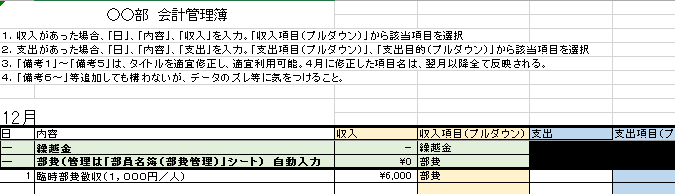 〇〇部 会計管理簿
1. 収入があった場合、「日」、「内容」、「収入」を入力。「収入項目(プルダウン)」から該当項目を選択
2. 支出があった場合、「日」、「内容」、「支出」を入力。「支出項目(プルダウン)」、「支出目的(プルダウン)」から該当項目を選択
3. 「備考1」～「備考5」は、タイトルを適宜修正し、適宜利用可能。4月に修正した項目名は、翌月以降全て反映される。
4. 「備考6～」等追加しても構わないが、データのズレ等に気をつけること。
12月
日 内容 収入 収入項目(プルダウン) 支出 支出項目(プ
― 繰越金 － 繰越金
― 部費(管理は「部員名簿(部費管理)」シート) 自動入力 ¥0 部費
1 臨時部費徴収(1,000円/人) ¥6,000 部費